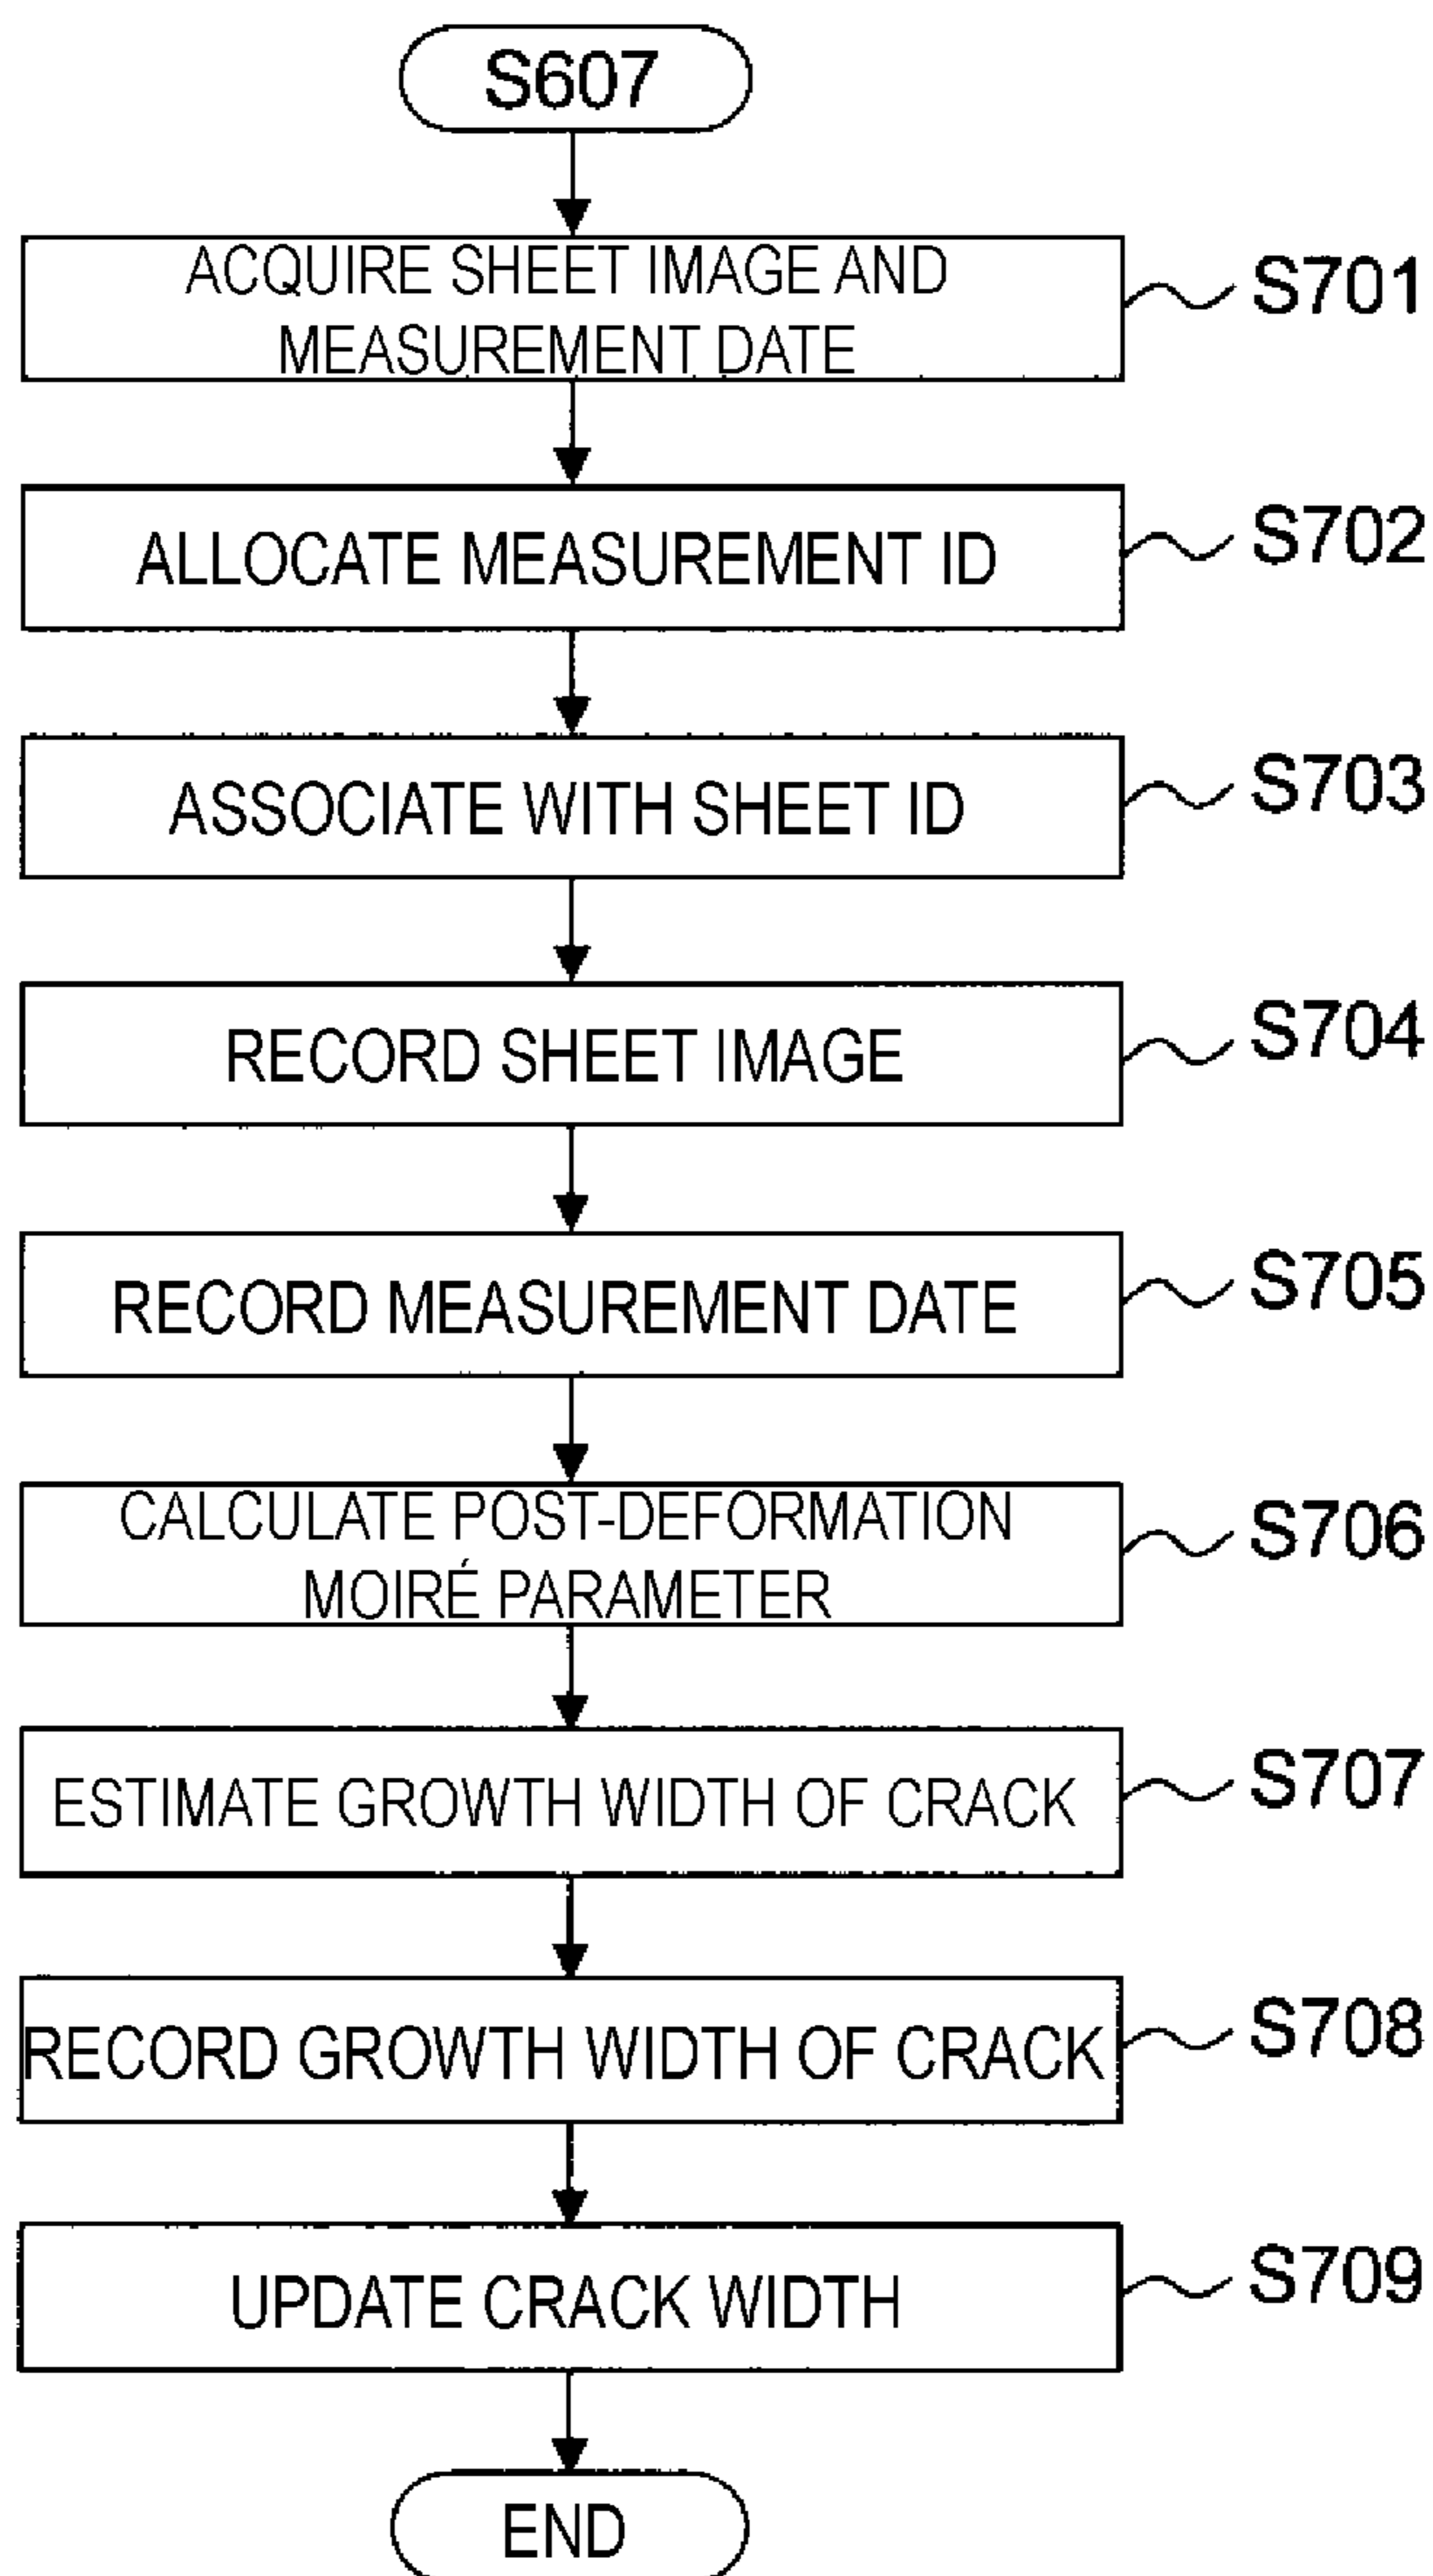 S607
ACQUIRE SHEET IMAGE AND
MEASUREMENT DATE
S701
ALLOCATE MEASUREMENT ID
S702
ASSOCIATE WITH SHEET ID
S703
RECORD SHEET IMAGE
S704
RECORD MEASUREMENT DATE
S705
CALCULATE POST-DEFORMATION
MOIRÉ PARAMETER
S706
ESTIMATE GROWTH WIDTH OF CRACK
S707
RECORD GROWTH WIDTH OF CRACK
S708
UPDATE CRACK WIDTH
S709
END